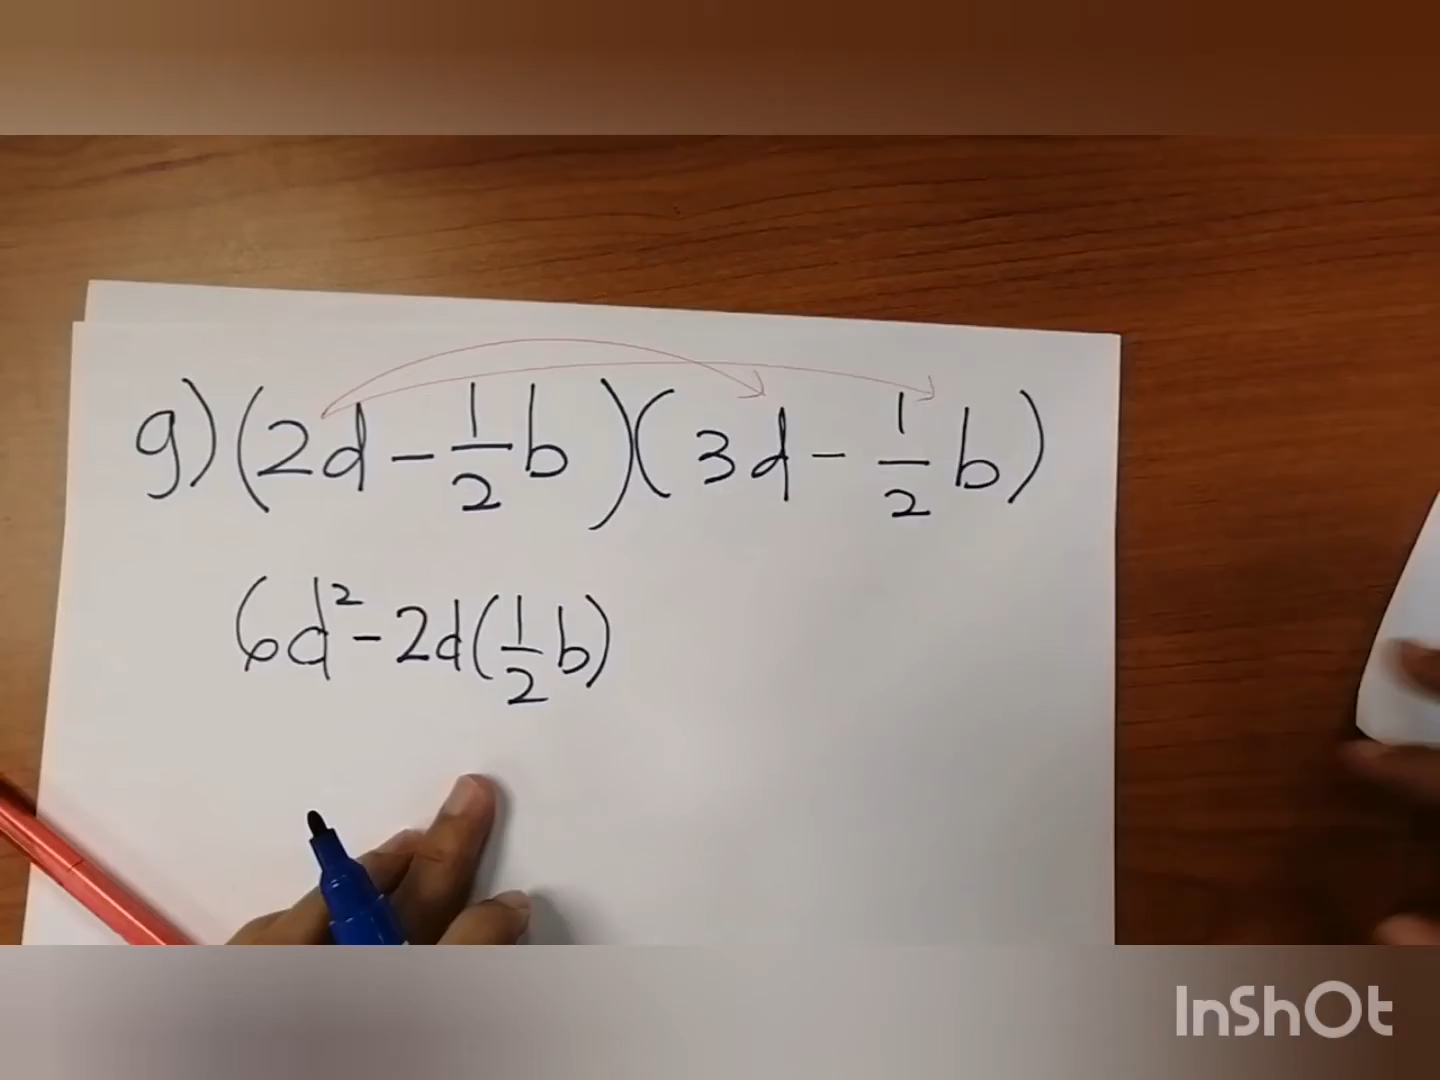 g) (2d - 1/2 b)(3d - 1/2 b)
6d² - 2d(1/2 b)
InShOt